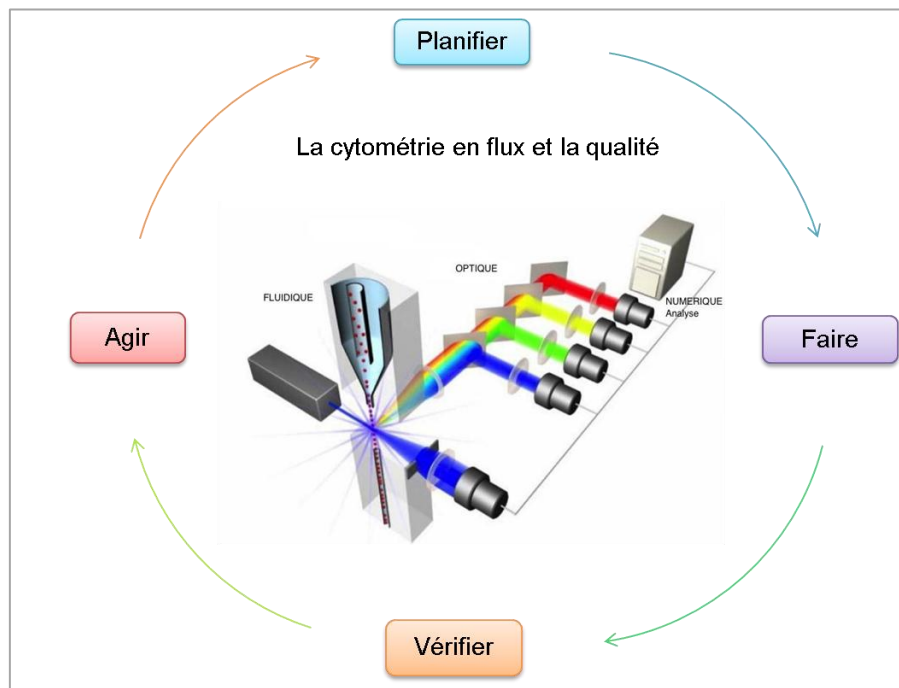 Planifier
La cytométrie en flux et la qualité
OPTIQUE
FLUIDIQUE
NUMERIQUE
Analyse
Agir
Faire
Vérifier